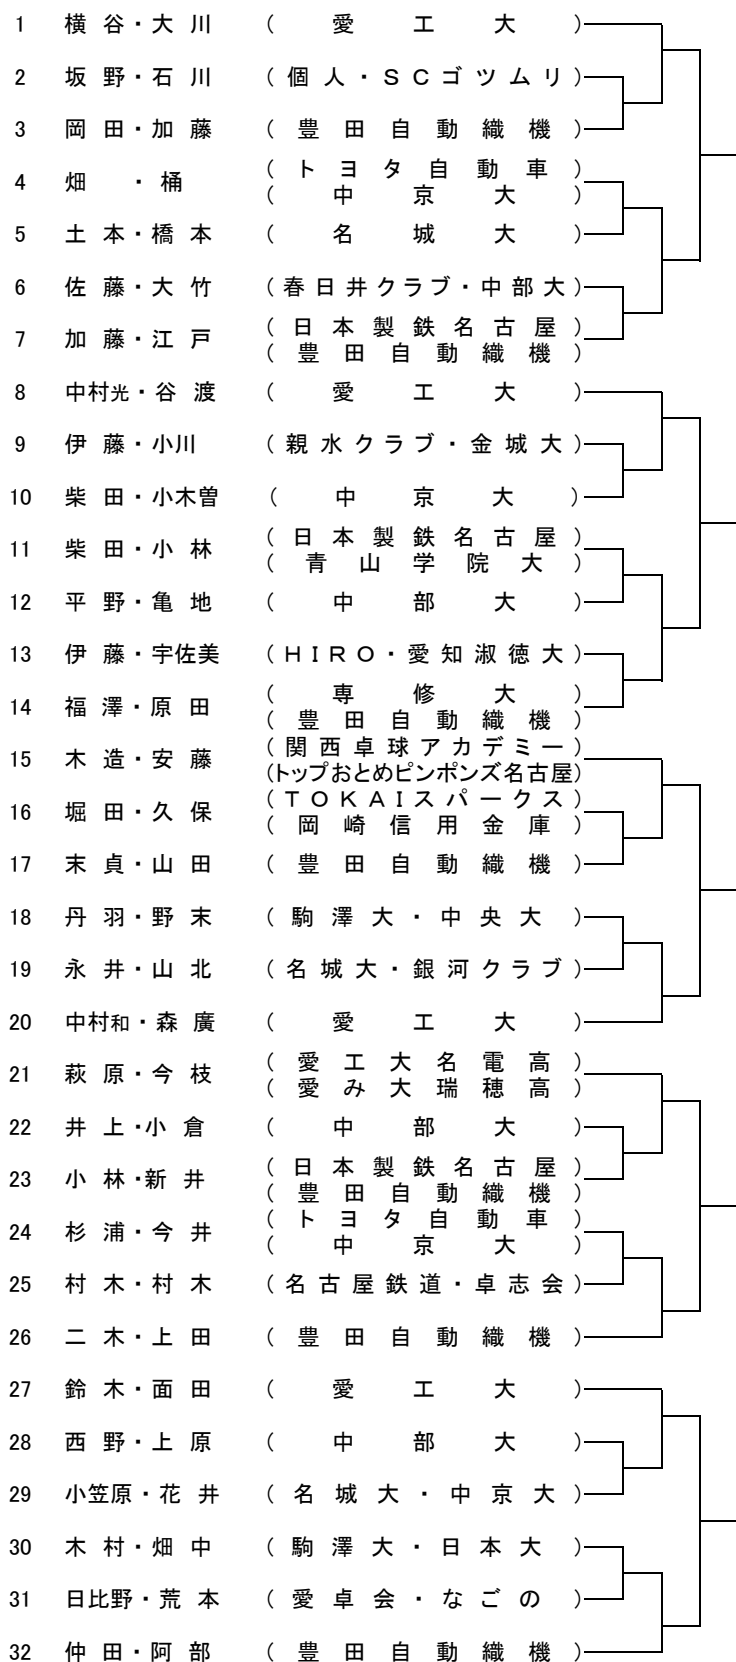 1 横谷・大川 (愛工大)
2 坂野・石川 (個人・SCゴツムリ)
3 岡田・加藤 (豊田自動織機)
4 畑・桶 (トヨタ自動車)
(中京大)
5 土本・橋本 (名城大)
6 佐藤・大竹 (春日井クラブ・中部大)
7 加藤・江戸 (日本製鉄名古屋)
(豊田自動織機)
8 中村光・谷渡 (愛工大)
9 伊藤・小川 (親水クラブ・金城大)
10 柴田・小木曽 (中京大)
11 柴田・小林 (日本製鉄名古屋)
(青山学院大)
12 平野・亀地 (中部大)
13 伊藤・宇佐美 (HIRO・愛知淑徳大)
14 福澤・原田 (専修大)
(豊田自動織機)
15 木造・安藤 (関西卓球アカデミー)
(トップおとめピンポンズ名古屋)
16 堀田・久保 (TOKAIスパークス)
(岡崎信用金庫)
17 末貞・山田 (豊田自動織機)
18 丹羽・野末 (駒澤大・中央大)
19 永井・山北 (名城大・銀河クラブ)
20 中村和・森廣 (愛工大)
21 萩原・今枝 (愛工大名電高)
(愛み大瑞穂高)
22 井上・小倉 (中部大)
23 小林・新井 (日本製鉄名古屋)
(豊田自動織機)
24 杉浦・今井 (トヨタ自動車)
(中京大)
25 村木・村木 (名古屋鉄道・卓志会)
26 二木・上田 (豊田自動織機)
27 鈴木・面田 (愛工大)
28 西野・上原 (中部大)
29 小笠原・花井 (名城大・中京大)
30 木村・畑中 (駒澤大・日本大)
31 日比野・荒本 (愛卓会・なごの)
32 仲田・阿部 (豊田自動織機)